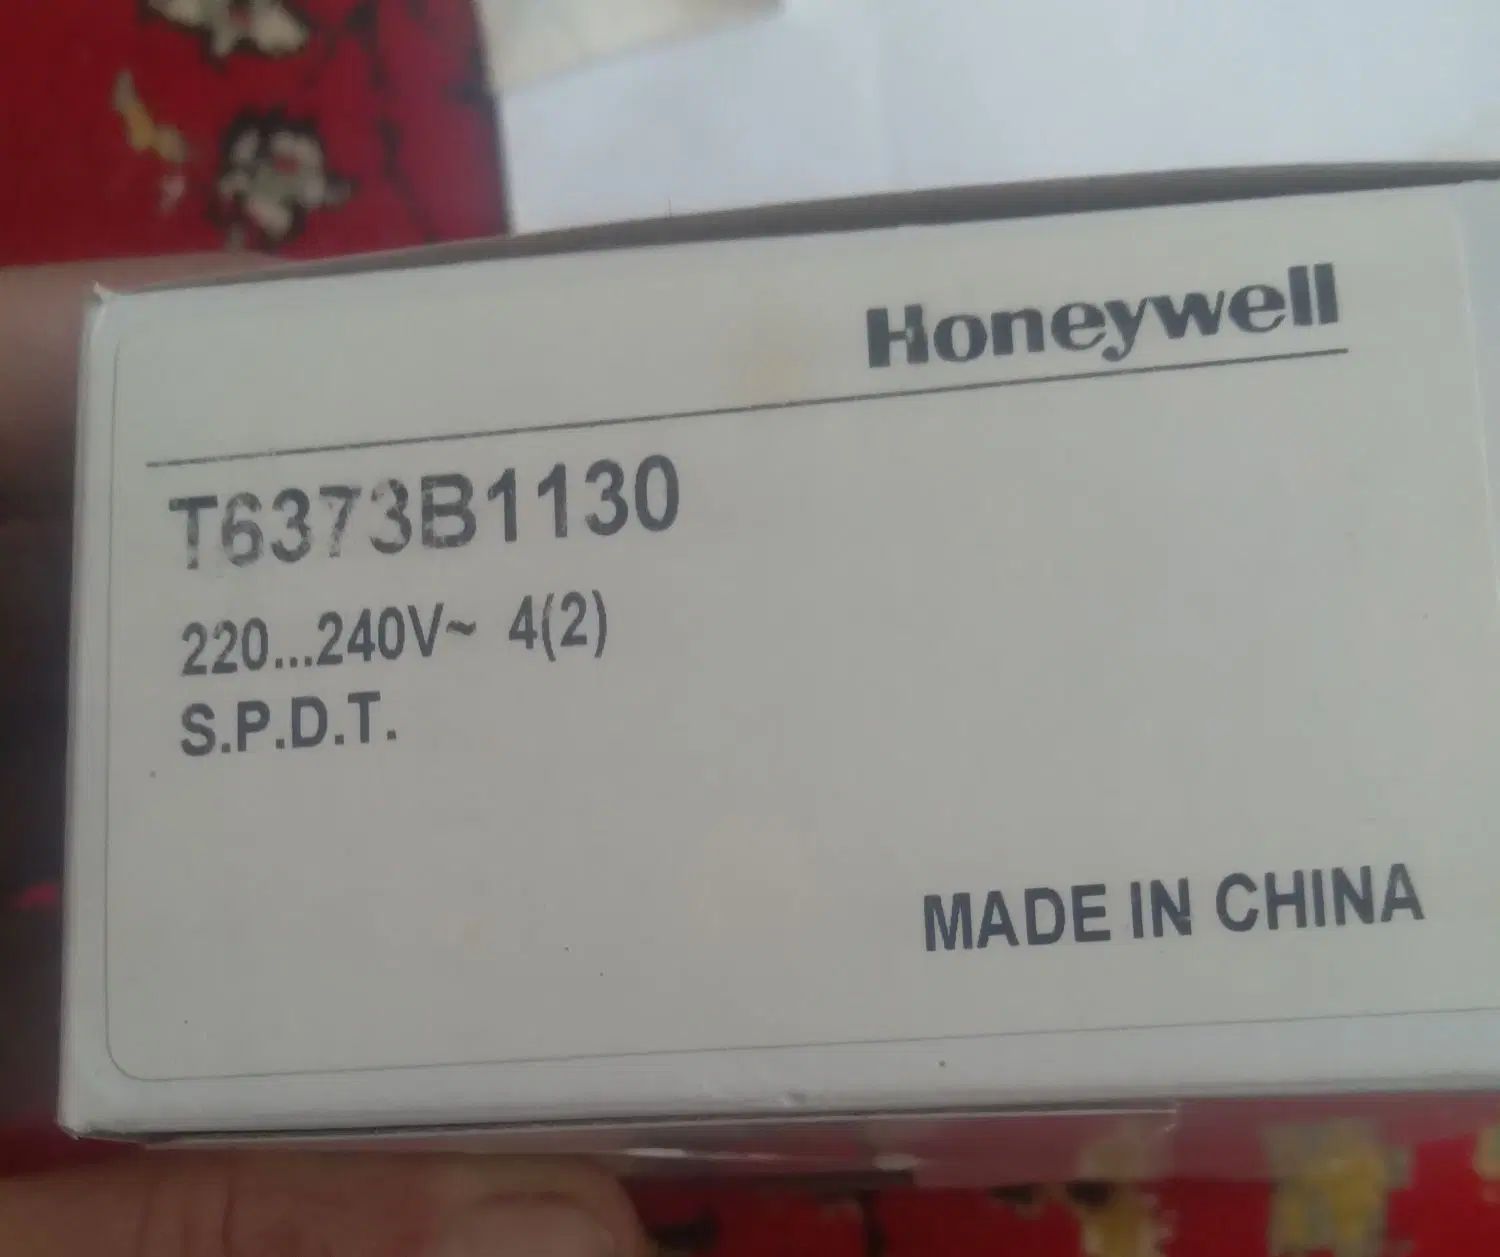 Honeywell
T6373B1130
220...240V~ 4(2)
S.P.D.T.
MADE IN CHINA